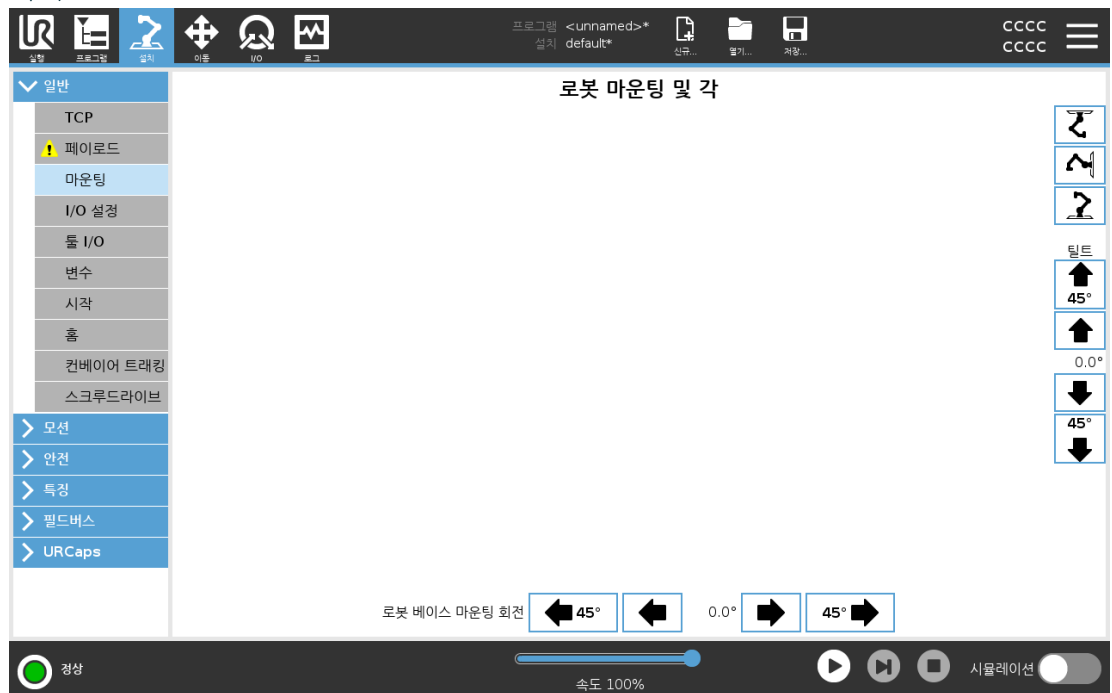 UR
실행
프로그램
설치
이동
I/O
로그
프로그램 <unnamed>*
설치 default*
신규...
열기...
저장...
CCCC
CCCC
일반
로봇 마운팅 및 각
TCP
페이로드
마운팅
I/O 설정
툴 I/O
변수
시작
홈
컨베이어 트래킹
스크루드라이브
모션
안전
특징
필드버스
URCaps
틸트
45°
0.0°
45°
로봇 베이스 마운팅 회전 45° 0.0° 45°
정상
속도 100%
시뮬레이션